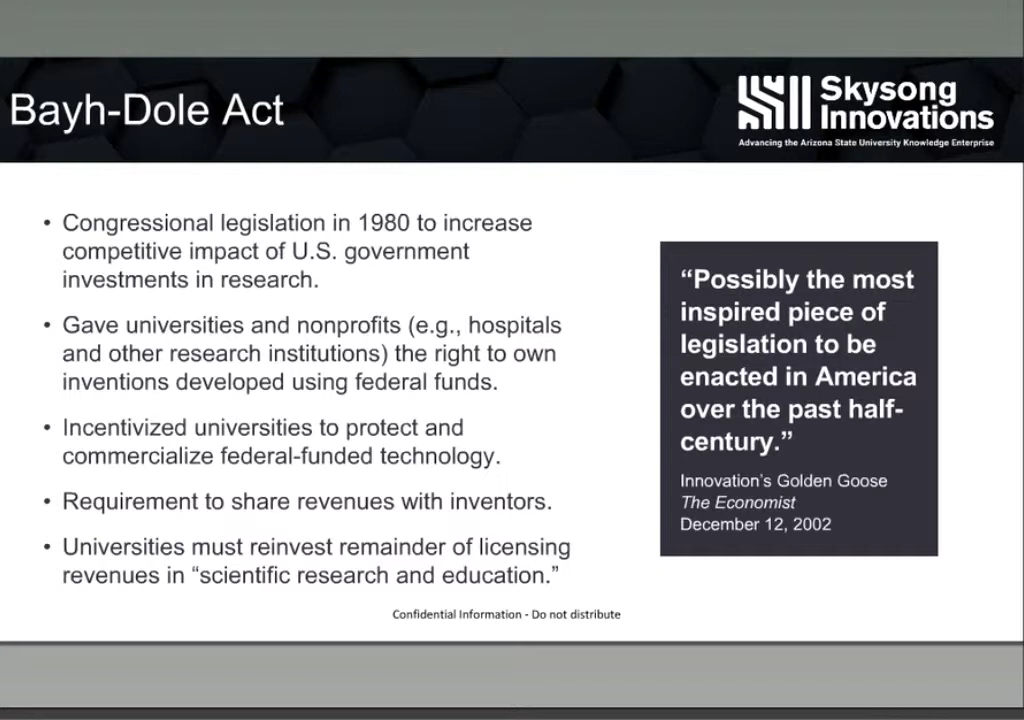 Bayh-Dole Act
Skysong
Innovations
Advancing the Arizona State University Knowledge Enterprise
• Congressional legislation in 1980 to increase
competitive impact of U.S. government
investments in research.
• Gave universities and nonprofits (e.g., hospitals
and other research institutions) the right to own
inventions developed using federal funds.
• Incentivized universities to protect and
commercialize federal-funded technology.
• Requirement to share revenues with inventors.
• Universities must reinvest remainder of licensing
revenues in “scientific research and education.”
“Possibly the most
inspired piece of
legislation to be
enacted in America
over the past half-
century.”
Innovation’s Golden Goose
The Economist
December 12, 2002
Confidential Information - Do not distribute